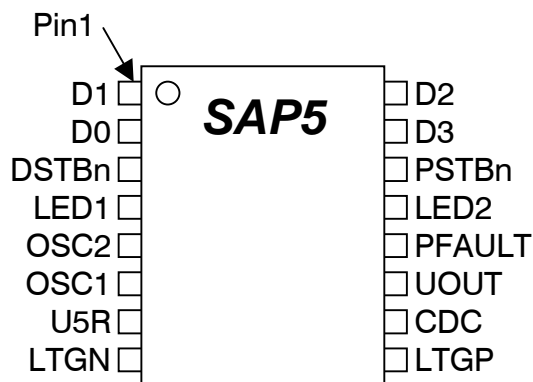 Pin1
SAP5
D1 D2
D0 D3
DSTBn PSTBn
LED1 LED2
OSC2 PFAULT
OSC1 UOUT
U5R CDC
LTGN LTGP